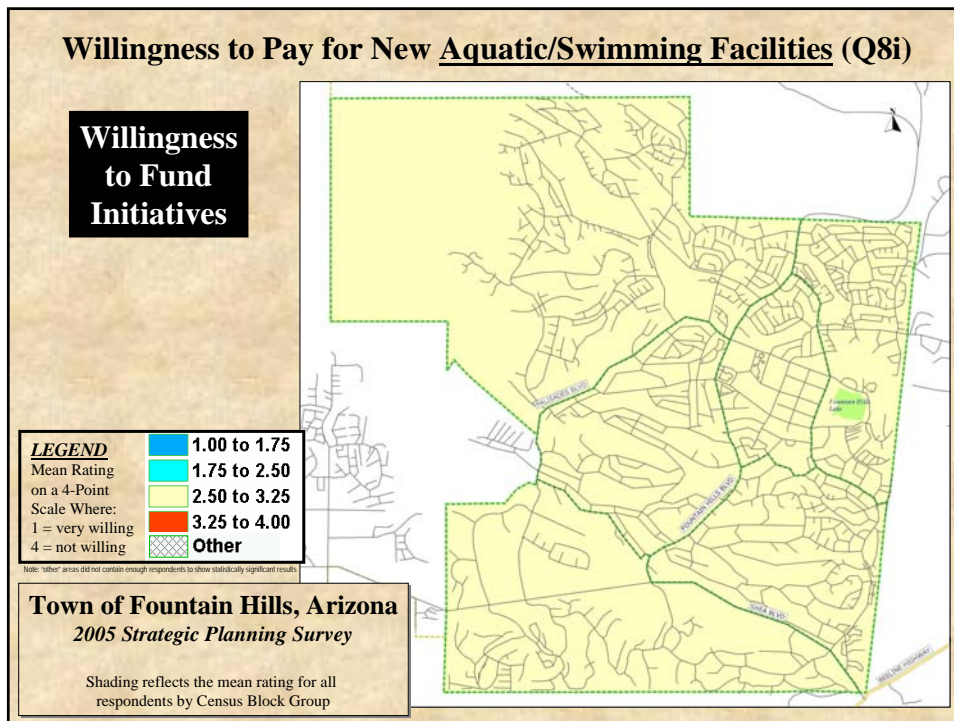 Willingness to Pay for New Aquatic/Swimming Facilities (Q8i)
Willingness
to Fund
Initiatives
PALISADES BLVD
Fountain Hills
Lake
FOUNTAIN HILLS BLVD
SHEA BLVD
BEELINE HIGHWAY
LEGEND
Mean Rating
on a 4-Point
Scale Where:
1 = very willing
4 = not willing
1.00 to 1.75
1.75 to 2.50
2.50 to 3.25
3.25 to 4.00
Other
Note: "other" areas did not contain enough respondents to show statistically significant results.
Town of Fountain Hills, Arizona
2005 Strategic Planning Survey
Shading reflects the mean rating for all
respondents by Census Block Group